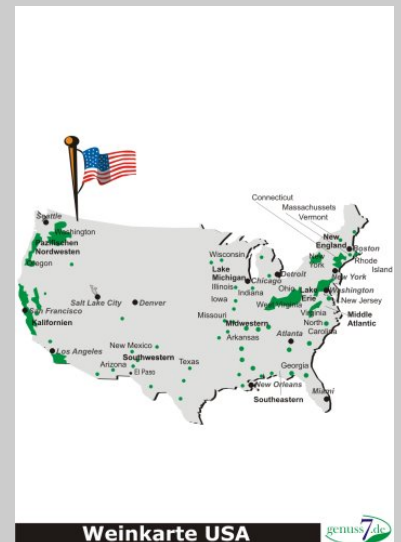 Connecticut
Massachussets
Vermont
Seattle
Washington
Pazifischen
Nordwesten
Oregon
New
England
Boston
Wisconsin
Lake
Michigan
Chicago
Detroit
New
York
Rhode
Island
New York
Illinois
Indiana
Ohio
Lake
Erie
Washington
Iowa
West Virginia
New Jersey
Salt Lake City
Denver
San Francisco
Kalifornien
Missouri
Midwestern
Virginia
Middle
Atlantic
North
Carolina
Arkansas
Atlanta
Los Angeles
New Mexico
Southwestern
Arizona
El Paso
Texas
Georgia
New Orleans
Miami
Southeastern
Weinkarte USA
genuss7.de